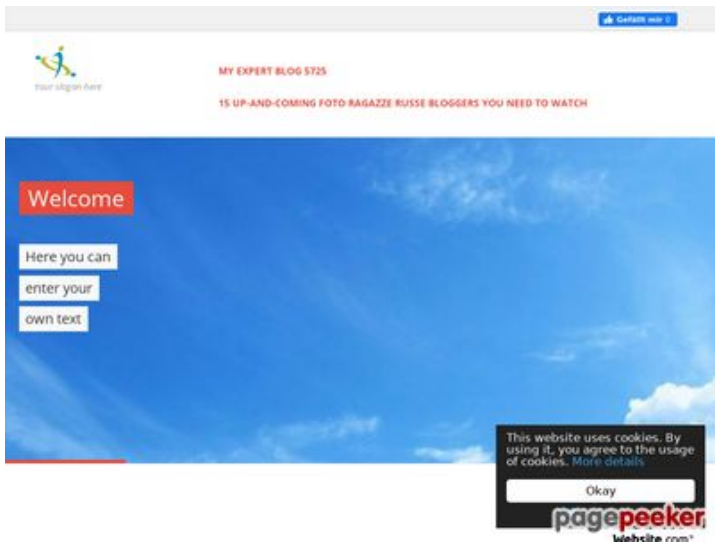 Gefällt mir 0
Your slogan here
MY EXPERT BLOG 5725
15 UP-AND-COMING FOTO RAGAZZE RUSSE BLOGGERS YOU NEED TO WATCH
Welcome
Here you can
enter your
own text
This website uses cookies. By
using it, you agree to the usage
of cookies. More details
Okay
pagepeeker
Website.com